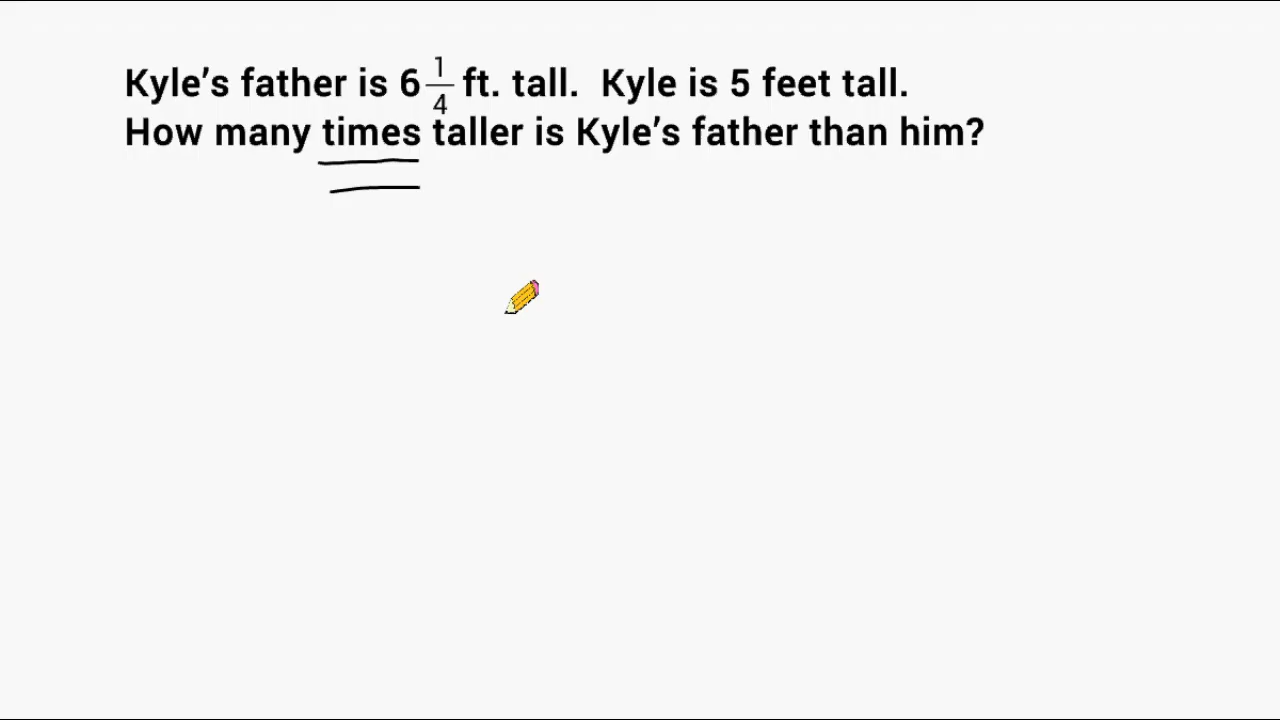 Kyle's father is 6 1/4 ft. tall.  Kyle is 5 feet tall.
How many times taller is Kyle's father than him?